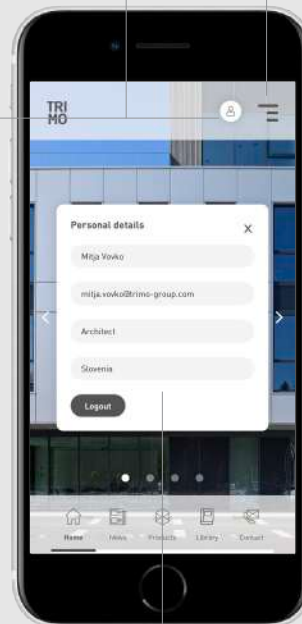 TRI
MO
Personal details
X
Mitja Vovko
mitja.vovko@trimo-group.com
Architect
Slovenia
Logout
Home News Products Library Contact